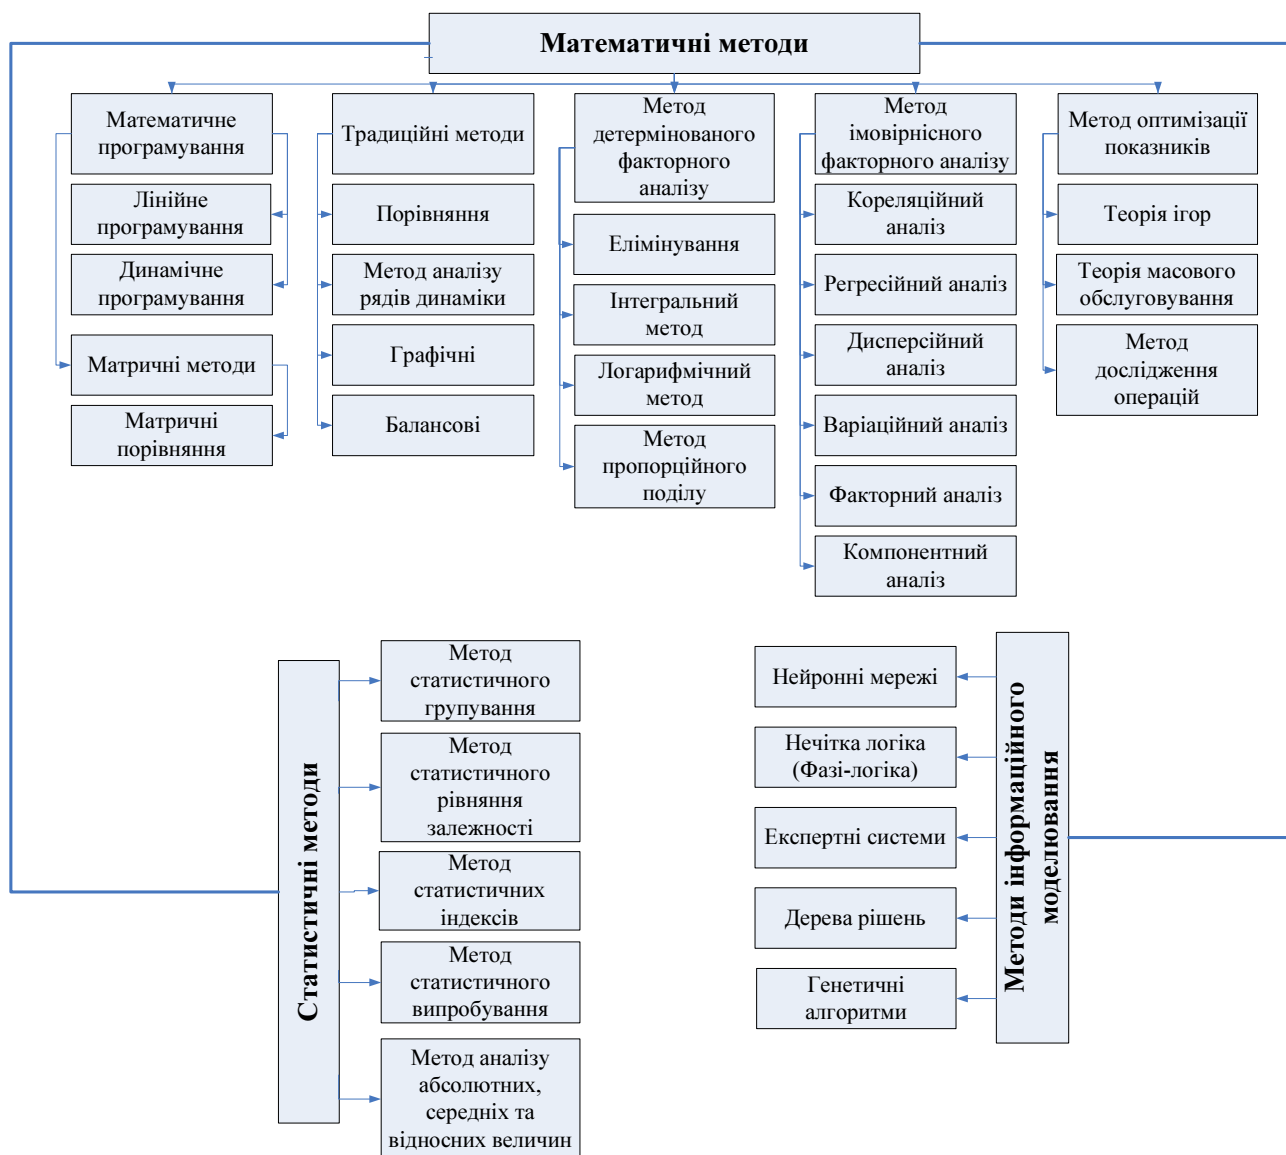 Математичні методи
Математичне
програмування
Лінійне
програмування
Динамічне
програмування
Матричні методи
Матричні
порівняння
Традиційні методи
Порівняння
Метод аналізу
рядів динаміки
Графічні
Балансові
Метод
детермінованого
факторного
аналізу
Елімінування
Інтегральний
метод
Логарифмічний
метод
Метод
пропорційного
поділу
Метод
імовірнісного
факторного аналізу
Кореляційний
аналіз
Регресійний аналіз
Дисперсійний
аналіз
Варіаційний аналіз
Факторний аналіз
Компонентний
аналіз
Метод оптимізації
показників
Теорія ігор
Теорія масового
обслуговування
Метод
дослідження
операцій
Статистичні методи
Метод
статистичного
групування
Метод
статистичного
рівняння
залежності
Метод
статистичних
індексів
Метод
статистичного
випробування
Метод аналізу
абсолютних,
середніх та
відносних величин
Нейронні мережі
Нечітка логіка
(Фазі-логіка)
Експертні системи
Дерева рішень
Генетичні
алгоритми
Методи інформаційного
моделювання